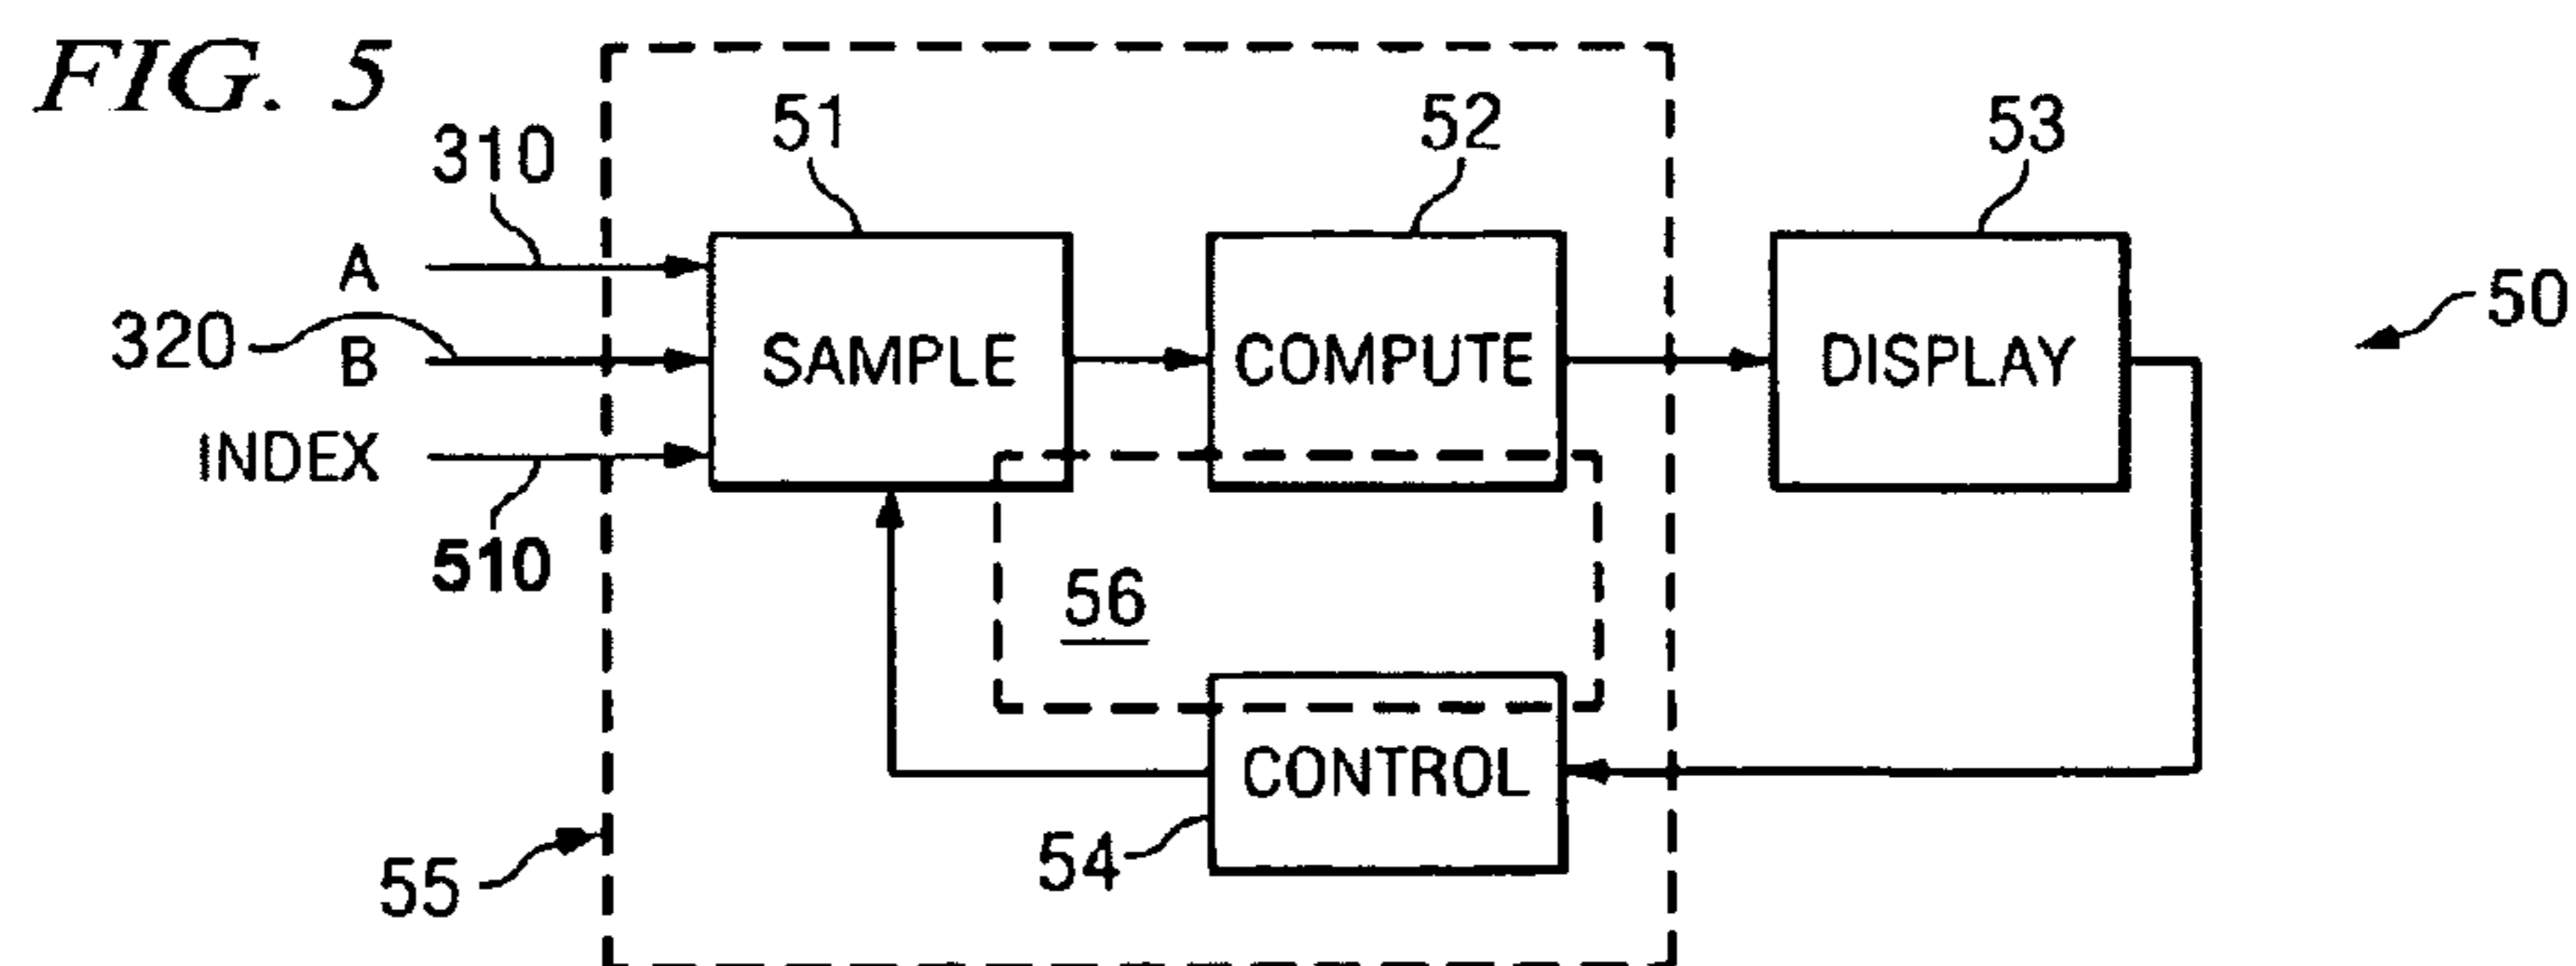 FIG. 5
310
51
52
53
A
320
B
INDEX
510
SAMPLE
COMPUTE
DISPLAY
50
56
CONTROL
54
55